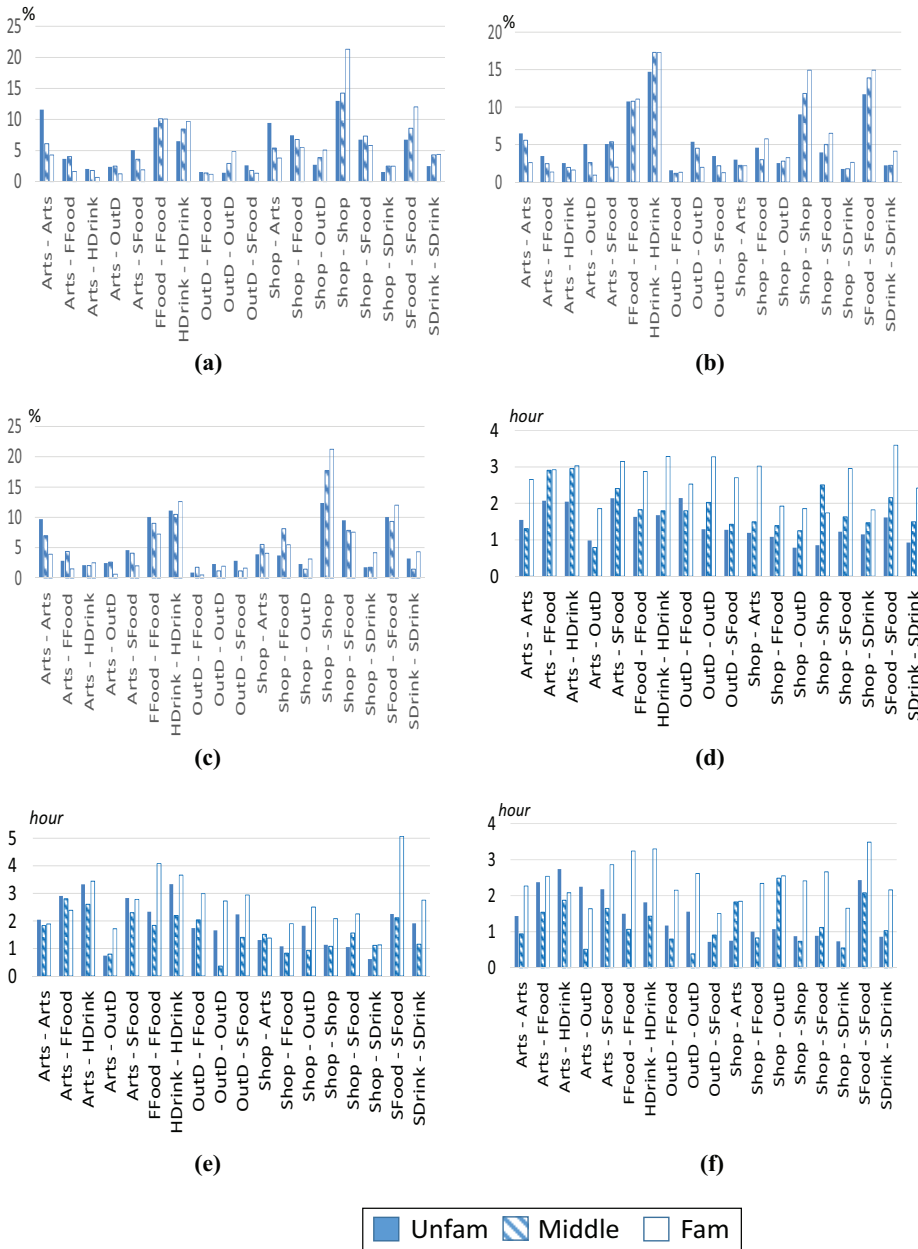 %
25%
20%
15%
10%
5%
0%
Arts - Arts
Arts - FFood
Arts - HDrink
Arts - OutD
Arts - SFood
FFood - FFood
HDrink - HDrink
OutD - FFood
OutD - OutD
OutD - SFood
Shop - Arts
Shop - FFood
Shop - OutD
Shop - Shop
Shop - SFood
Shop - SDrink
SFood - SFood
SDrink - SDrink
(a)
%
20%
15
10
5
0
Arts - Arts
Arts - FFood
Arts - HDrink
Arts - OutD
Arts - SFood
FFood - FFood
HDrink - HDrink
OutD - FFood
OutD - OutD
OutD - SFood
Shop - Arts
Shop - FFood
Shop - OutD
Shop - Shop
Shop - SFood
Shop - SDrink
SFood - SFood
SDrink - SDrink
(b)
%
25
20
15
10
5
0
Arts - Arts
Arts - FFood
Arts - HDrink
Arts - OutD
Arts - SFood
FFood - FFood
HDrink - HDrink
OutD - FFood
OutD - OutD
OutD - SFood
Shop - Arts
Shop - FFood
Shop - OutD
Shop - Shop
Shop - SFood
Shop - SDrink
SFood - SFood
SDrink - SDrink
(c)
hour
4
3
2
1
0
Arts - Arts
Arts - FFood
Arts - HDrink
Arts - OutD
Arts - SFood
FFood - FFood
HDrink - HDrink
OutD - FFood
OutD - OutD
OutD - SFood
Shop - Arts
Shop - FFood
Shop - OutD
Shop - Shop
Shop - SFood
Shop - SDrink
SFood - SFood
SDrink - SDrink
(d)
hour
5
4
3
2
1
0
Arts - Arts
Arts - FFood
Arts - HDrink
Arts - OutD
Arts - SFood
FFood - FFood
HDrink - HDrink
OutD - FFood
OutD - OutD
OutD - SFood
Shop - Arts
Shop - FFood
Shop - OutD
Shop - Shop
Shop - SFood
Shop - SDrink
SFood - SFood
SDrink - SDrink
(e)
hour
4
3
2
1
0
Arts - Arts
Arts - FFood
Arts - HDrink
Arts - OutD
Arts - SFood
FFood - FFood
HDrink - HDrink
OutD - FFood
OutD - OutD
OutD - SFood
Shop - Arts
Shop - FFood
Shop - OutD
Shop - Shop
Shop - SFood
Shop - SDrink
SFood - SFood
SDrink - SDrink
(f)
Unfam Middle Fam